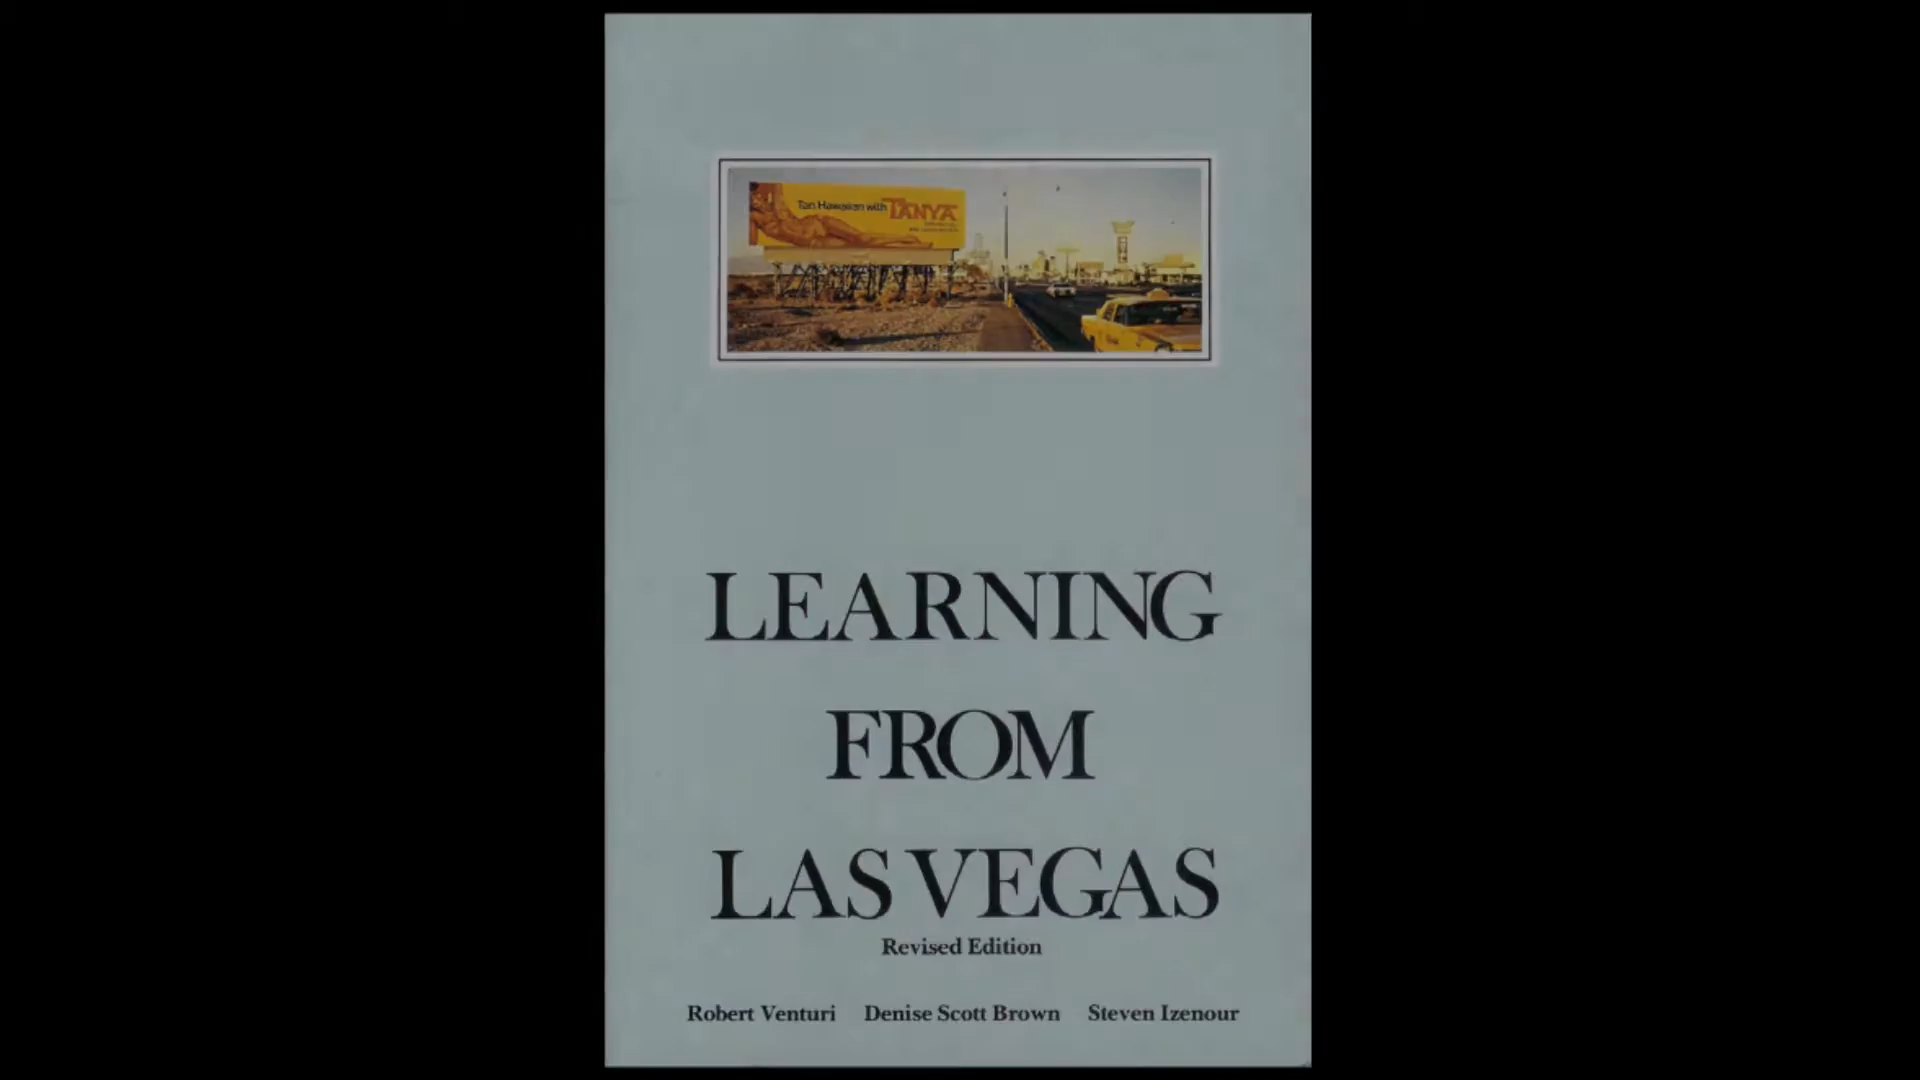 Tan Hawaiian with TANYA
LEARNING
FROM
LAS VEGAS
Revised Edition
Robert Venturi Denise Scott Brown Steven Izenour